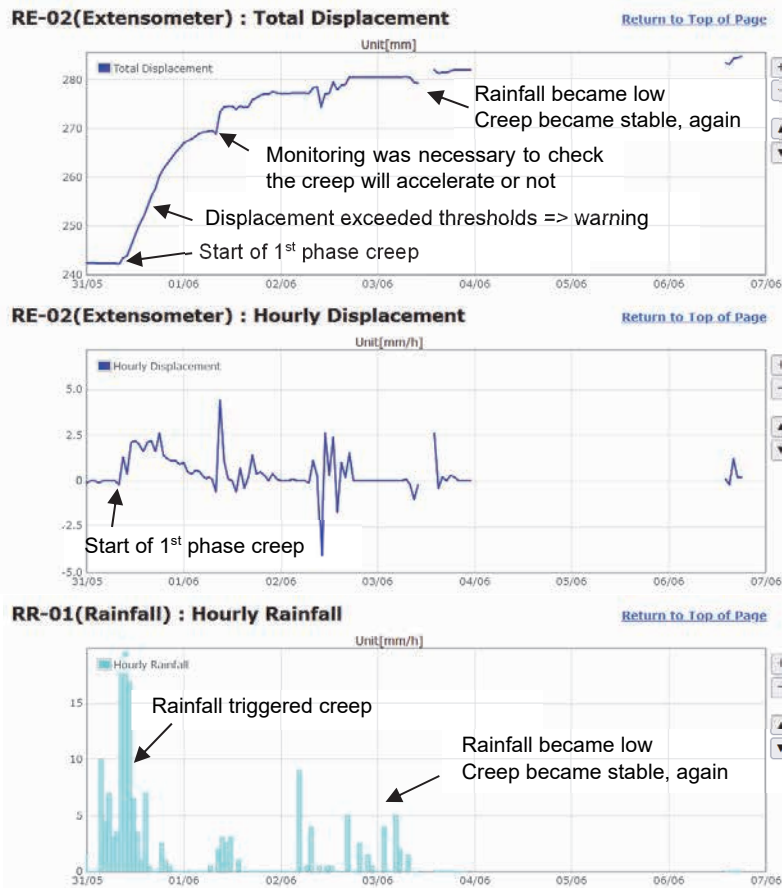 RE-02(Extensometer) : Total Displacement
Return to Top of Page
Unit[mm]
Total Displacement
280
270
260
250
240
Rainfall became low
Creep became stable, again
Monitoring was necessary to check
the creep will accelerate or not
Displacement exceeded thresholds => warning
Start of 1st phase creep
31/05 01/06 02/06 03/06 04/06 05/06 06/06 07/06
RE-02(Extensometer) : Hourly Displacement
Return to Top of Page
Unit[mm/h]
Hourly Displacement
5.0
2.5
0
-2.5
-5.0
Start of 1st phase creep
31/05 01/06 02/06 03/06 04/06 05/06 06/06 07/06
RR-01(Rainfall) : Hourly Rainfall
Return to Top of Page
Unit[mm/h]
Hourly Rainfall
15
10
5
0
Rainfall triggered creep
Rainfall became low
Creep became stable, again
31/05 01/06 02/06 03/06 04/06 05/06 06/06 07/06